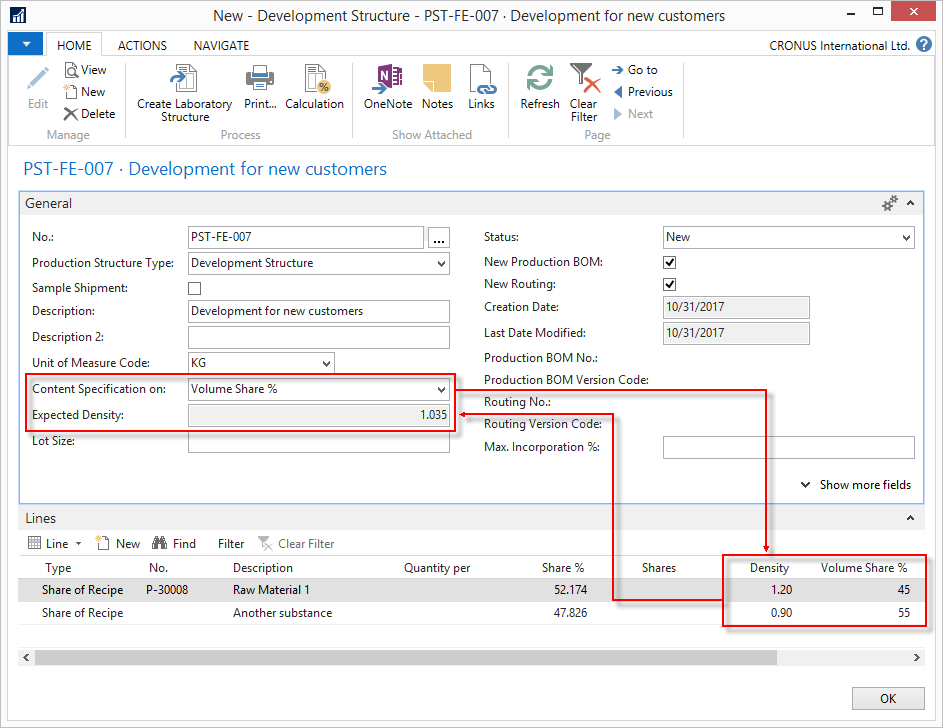 New - Development Structure - PST-FE-007 · Development for new customers
HOME ACTIONS NAVIGATE CRONUS International Ltd. ?
Edit
View
New
Delete
Manage
Create Laboratory
Structure
Print...
Calculation
Process
OneNote
Notes
Links
Show Attached
Refresh
Clear
Filter
Go to
Previous
Next
Page
PST-FE-007 · Development for new customers
General
No.: PST-FE-007 ...
Production Structure Type: Development Structure
Sample Shipment:
Description: Development for new customers
Description 2:
Unit of Measure Code: KG
Content Specification on: Volume Share %
Expected Density: 1.035
Lot Size:
Status: New
New Production BOM:
New Routing:
Creation Date: 10/31/2017
Last Date Modified: 10/31/2017
Production BOM No.:
Production BOM Version Code:
Routing No.:
Routing Version Code:
Max. Incorporation %:
Show more fields
Lines
Line New Find Filter Clear Filter
Type No. Description Quantity per Share % Shares Density Volume Share %
Share of Recipe P-30008 Raw Material 1 52.174 1.20 45
Share of Recipe Another substance 47.826 0.90 55
OK